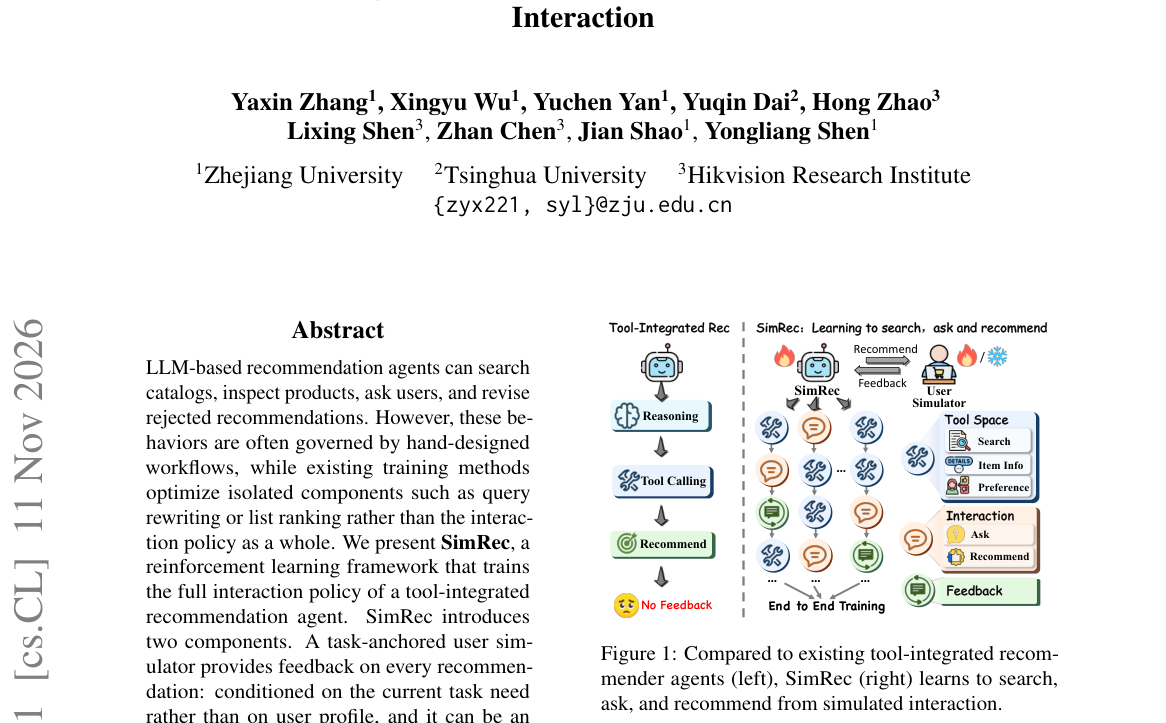 Interaction
Yaxin Zhang1, Xingyu Wu1, Yuchen Yan1, Yuqin Dai2, Hong Zhao3
Lixing Shen3, Zhan Chen3, Jian Shao1, Yongliang Shen1
1Zhejiang University 2Tsinghua University 3Hikvision Research Institute
{zyx221, syl}@zju.edu.cn
1 [cs.CL] 11 Nov 2026
Abstract
LLM-based recommendation agents can search
catalogs, inspect products, ask users, and revise
rejected recommendations. However, these be-
haviors are often governed by hand-designed
workflows, while existing training methods
optimize isolated components such as query
rewriting or list ranking rather than the interac-
tion policy as a whole. We present SimRec, a
reinforcement learning framework that trains
the full interaction policy of a tool-integrated
recommendation agent. SimRec introduces
two components. A task-anchored user sim-
ulator provides feedback on every recommen-
dation: conditioned on the current task need
rather than on user profile, and it can be an
Tool-Integrated Rec
Reasoning
Tool Calling
Recommend
No Feedback
SimRec: Learning to search, ask and recommend
Recommend
Feedback
/
SimRec
User
Simulator
...
... ... ...
End to End Training
Tool Space
Search
DETAILS
Item Info
Preference
Interaction
Ask
Recommend
Feedback
Figure 1: Compared to existing tool-integrated recom-
mender agents (left), SimRec (right) learns to search,
ask, and recommend from simulated interaction.